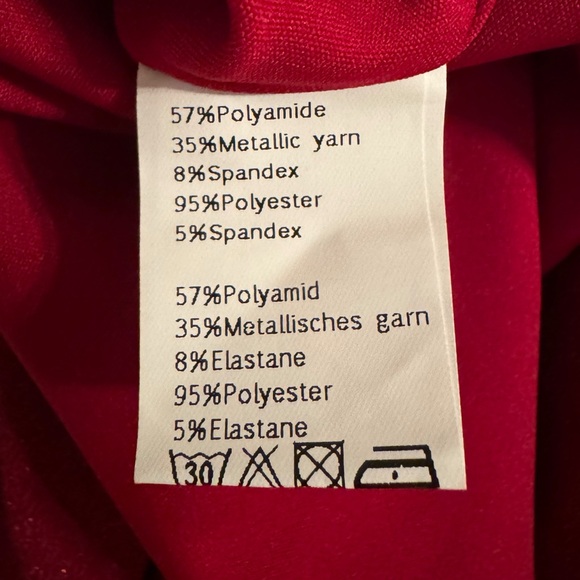 57%Polyamide
35%Metallic yarn
8%Spandex
95%Polyester
5%Spandex
57%Polyamid
35%Metallisches garn
8%Elastane
95%Polyester
5%Elastane
30